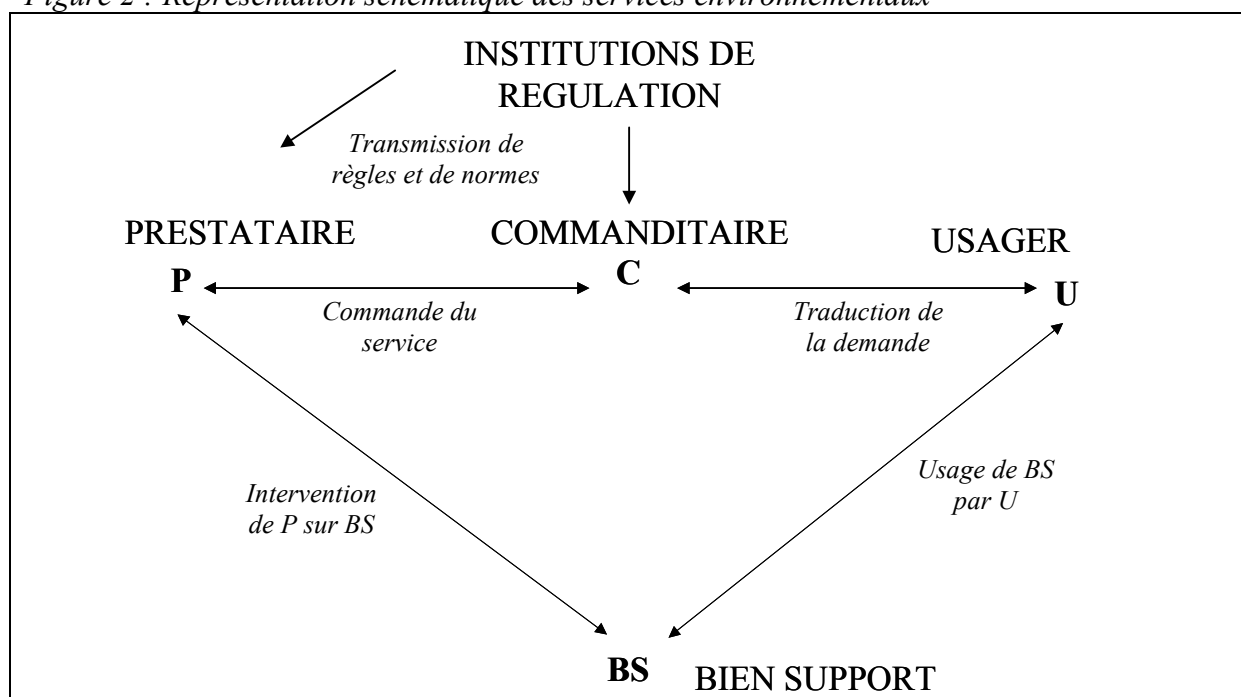 Figure 2 : Représentation schématique des services environnementaux
INSTITUTIONS DE
REGULATION
Transmission de
règles et de normes
PRESTATAIRE
COMMANDITAIRE
USAGER
P
C
U
Commande du
service
Traduction de
la demande
Intervention
de P sur BS
Usage de BS
par U
BS
BIEN SUPPORT